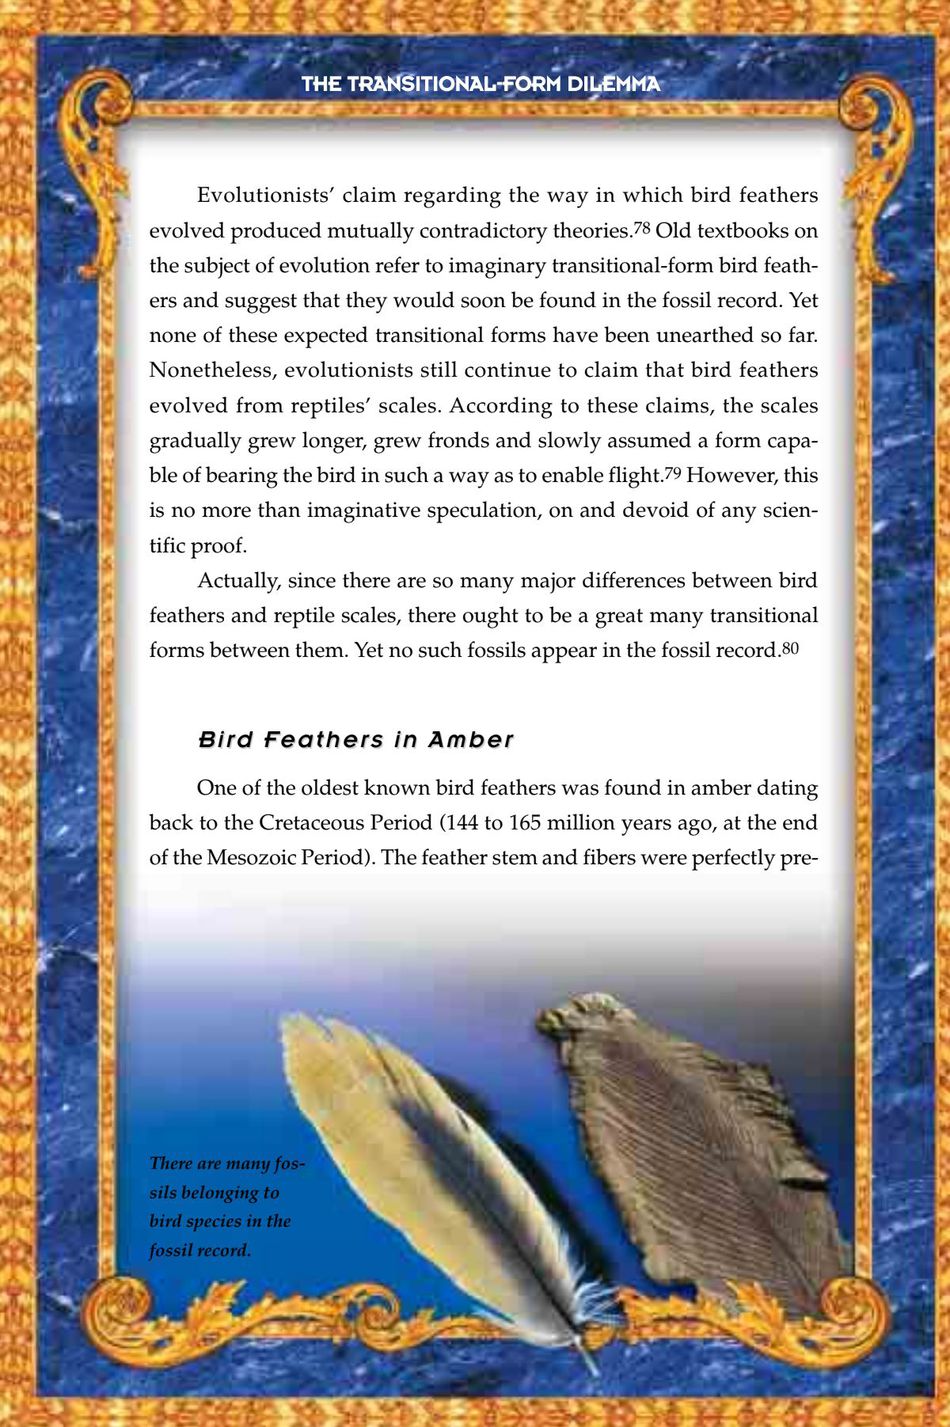 THE TRANSITIONAL-FORM DILEMMA
Evolutionists’ claim regarding the way in which bird feathers
evolved produced mutually contradictory theories.78 Old textbooks on
the subject of evolution refer to imaginary transitional-form bird feath-
ers and suggest that they would soon be found in the fossil record. Yet
none of these expected transitional forms have been unearthed so far.
Nonetheless, evolutionists still continue to claim that bird feathers
evolved from reptiles’ scales. According to these claims, the scales
gradually grew longer, grew fronds and slowly assumed a form capa-
ble of bearing the bird in such a way as to enable flight.79 However, this
is no more than imaginative speculation, on and devoid of any scien-
tific proof.
Actually, since there are so many major differences between bird
feathers and reptile scales, there ought to be a great many transitional
forms between them. Yet no such fossils appear in the fossil record.80
Bird Feathers in Amber
One of the oldest known bird feathers was found in amber dating
back to the Cretaceous Period (144 to 165 million years ago, at the end
of the Mesozoic Period). The feather stem and fibers were perfectly pre-
There are many fos-
sils belonging to
bird species in the
fossil record.